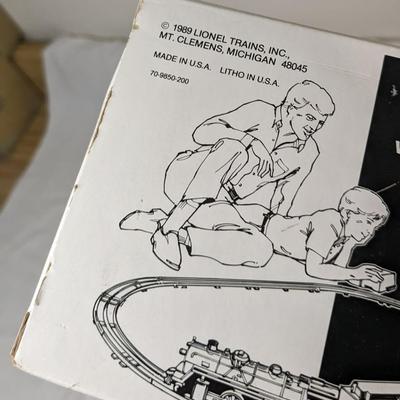 © 1989 LIONEL TRAINS, INC.,
MT. CLEMENS, MICHIGAN 48045
MADE IN U.S.A. LITHO IN U.S.A.
70-9850-200